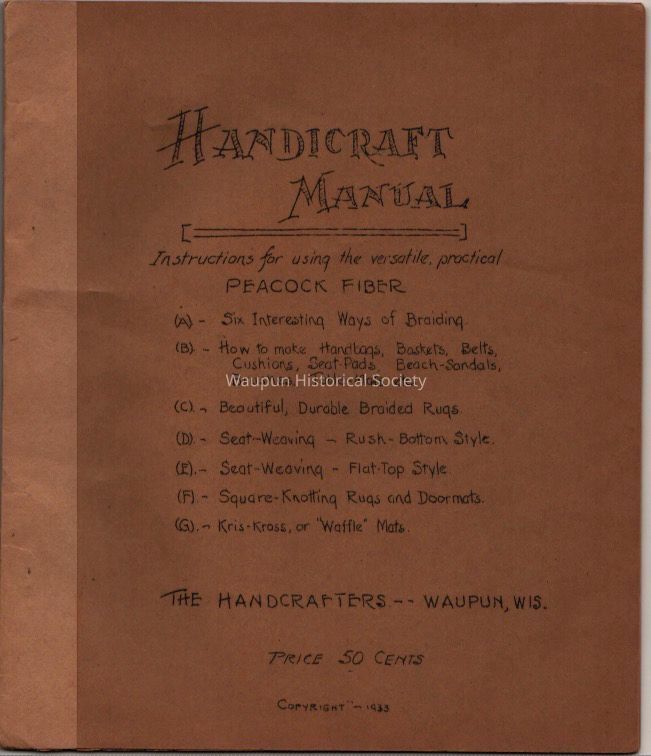 HANDICRAFT
MANUAL
Instructions for using the versatile, practical
PEACOCK FIBER
(A) - Six Interesting Ways of Braiding.
(B) - How to make Handbags, Baskets, Belts,
Cushions, Seat-Pads, Beach-Sandals,
Waupun Historical Society
(C) - Beautiful, Durable Braided Rugs.
(D) - Seat-Weaving - Rush-Bottom Style.
(E) - Seat-Weaving - Flat-Top Style
(F) - Square-Knotting Rugs and Doormats.
(G) - Kris-Kross, or "Waffle" Mats.
THE HANDCRAFTERS -- WAUPUN, WIS.
PRICE 50 CENTS
COPYRIGHT - 1933